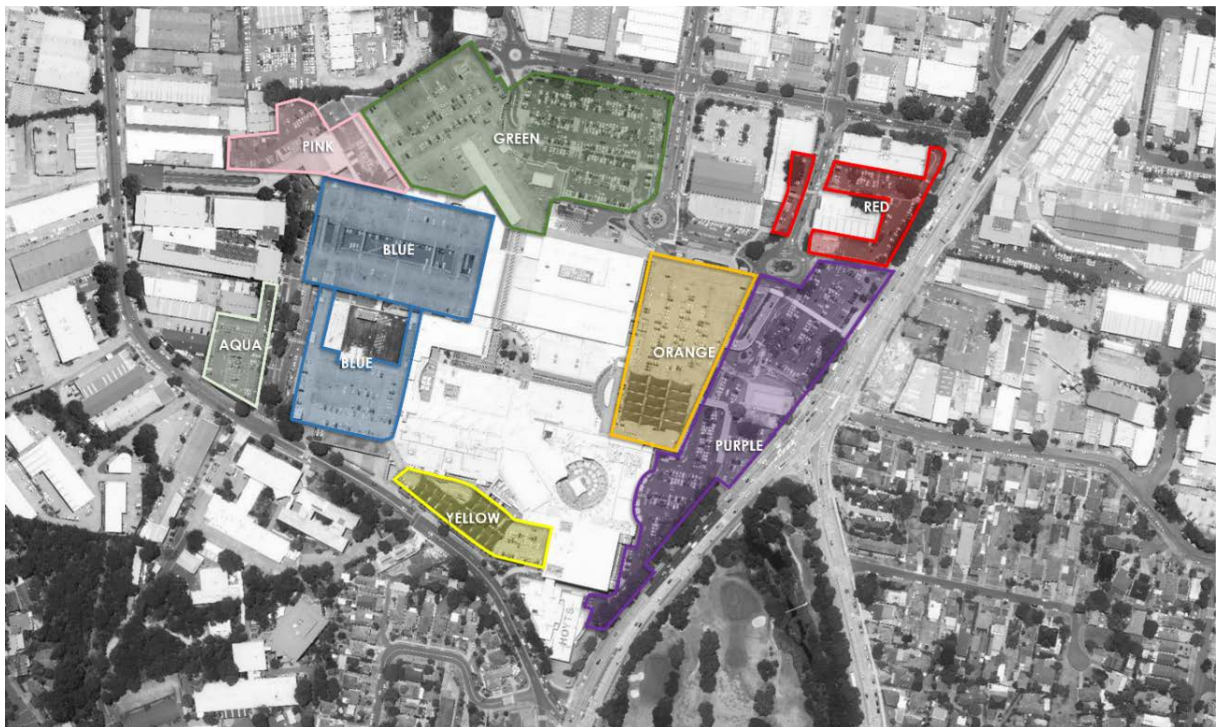 PINK
GREEN
RED
BLUE
AQUA
BLUE
ORANGE
PURPLE
YELLOW
HOYTS